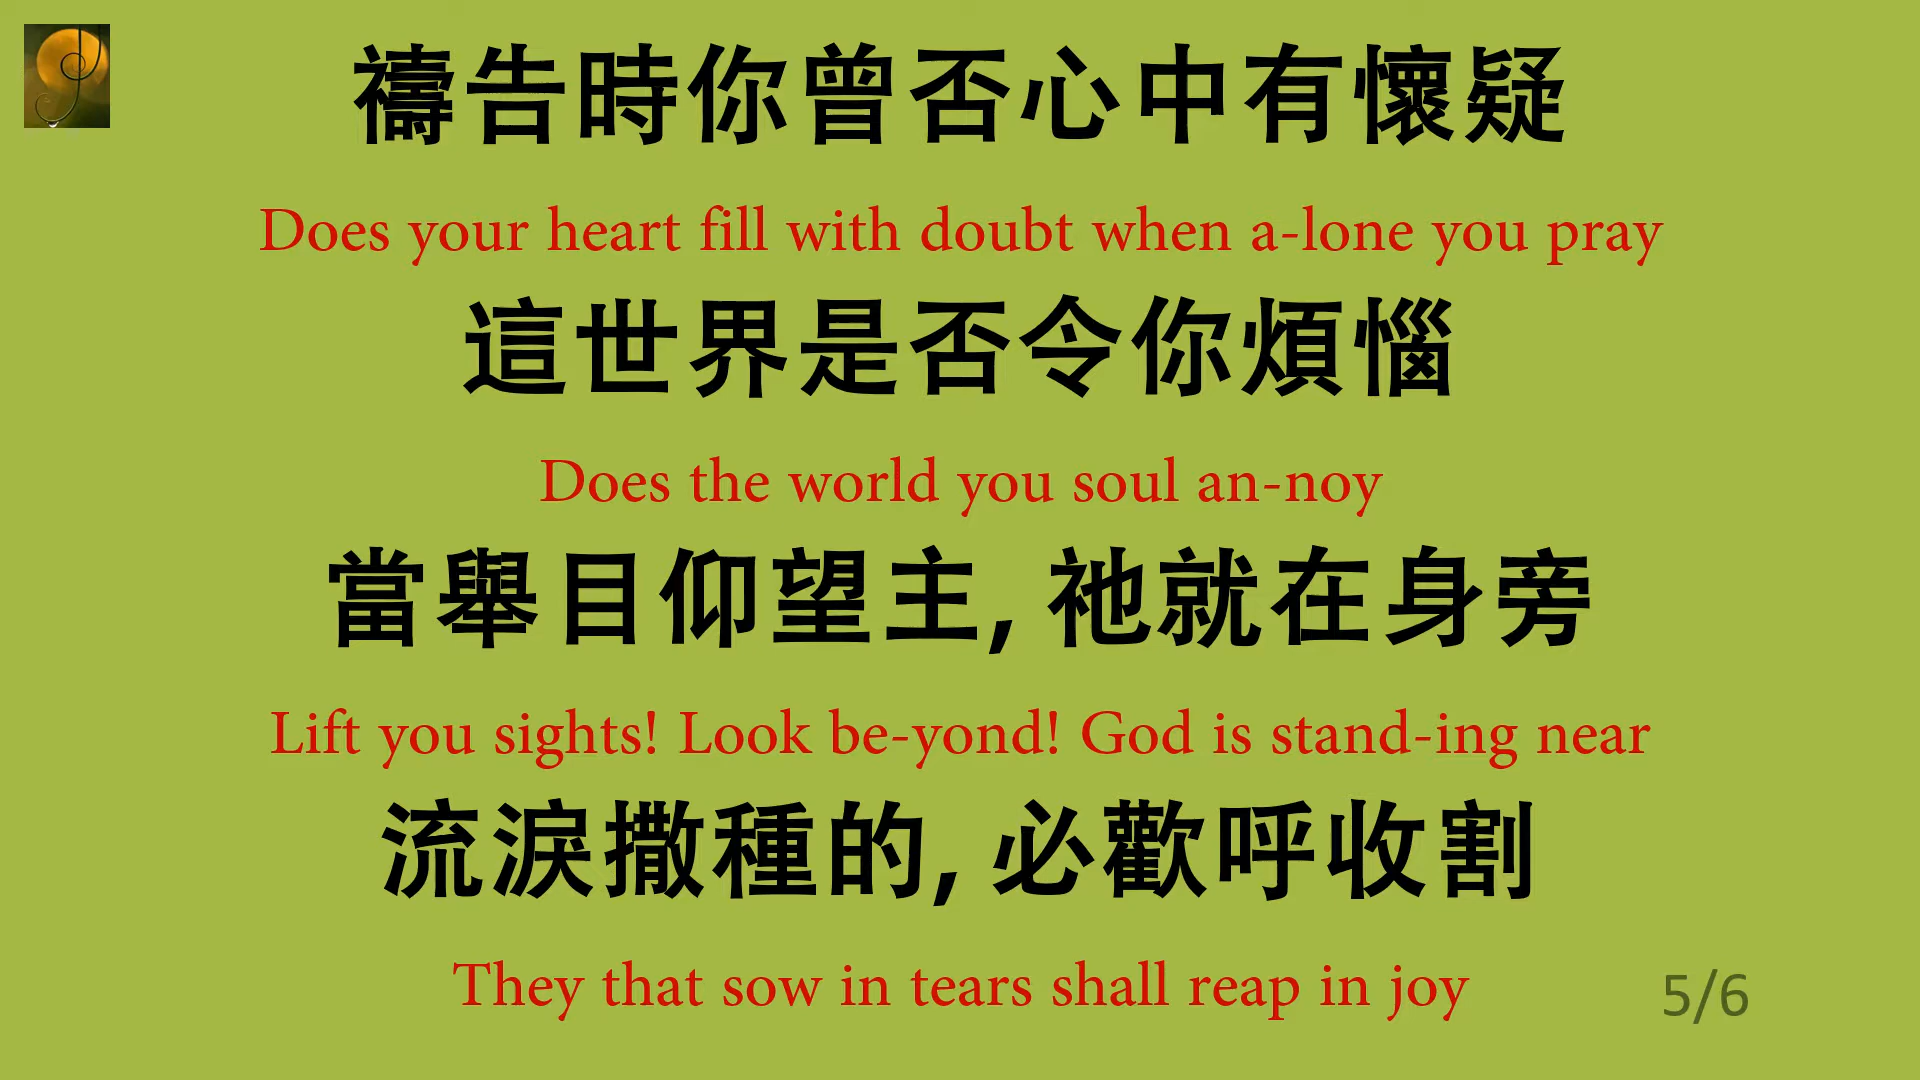 禱告時你曾否心中有懷疑
Does your heart fill with doubt when a-lone you pray
這世界是否令你煩惱
Does the world you soul an-noy
當舉目仰望主, 祂就在身旁
Lift you sights! Look be-yond! God is stand-ing near
流淚撒種的, 必歡呼收割
They that sow in tears shall reap in joy
5/6